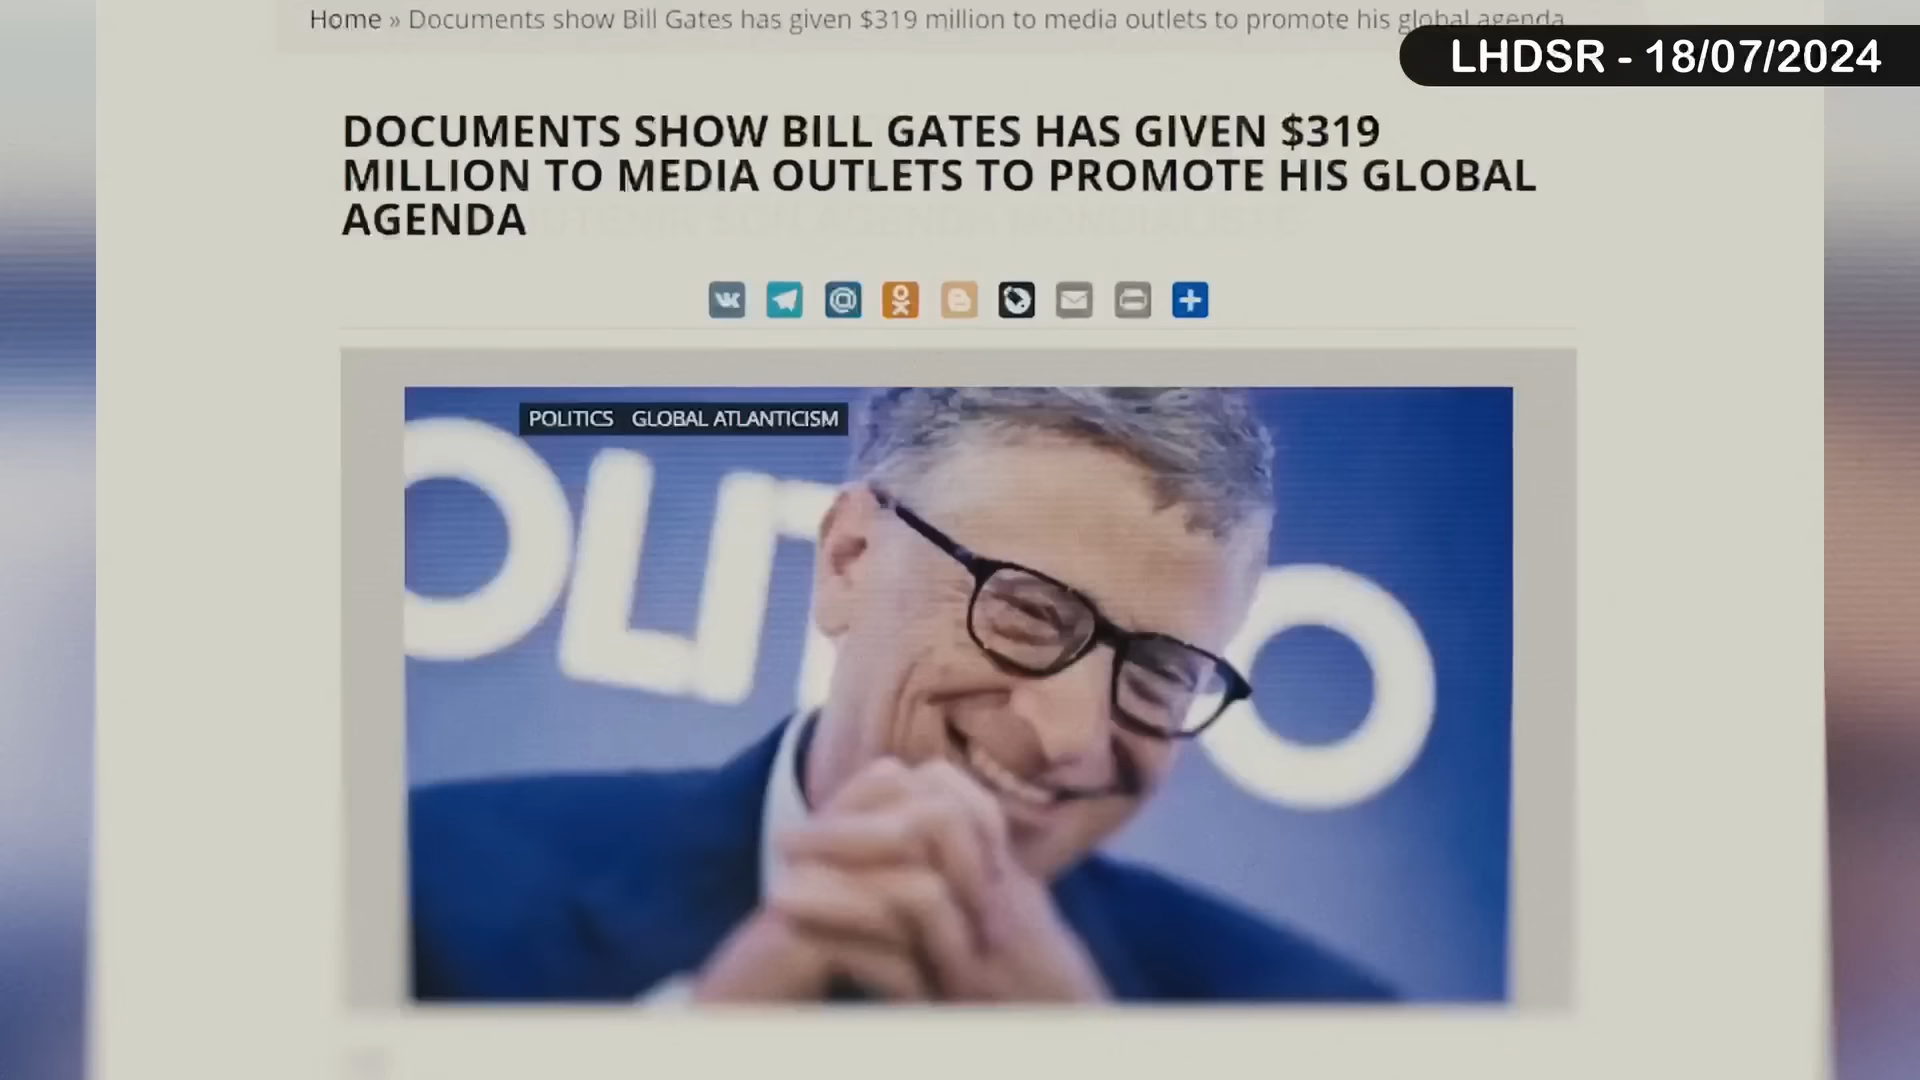 Home » Documents show Bill Gates has given $319 million to media outlets to promote his global agenda
LHDSR - 18/07/2024
DOCUMENTS SHOW BILL GATES HAS GIVEN $319
MILLION TO MEDIA OUTLETS TO PROMOTE HIS GLOBAL
AGENDA
POLITICS GLOBAL ATLANTICISM